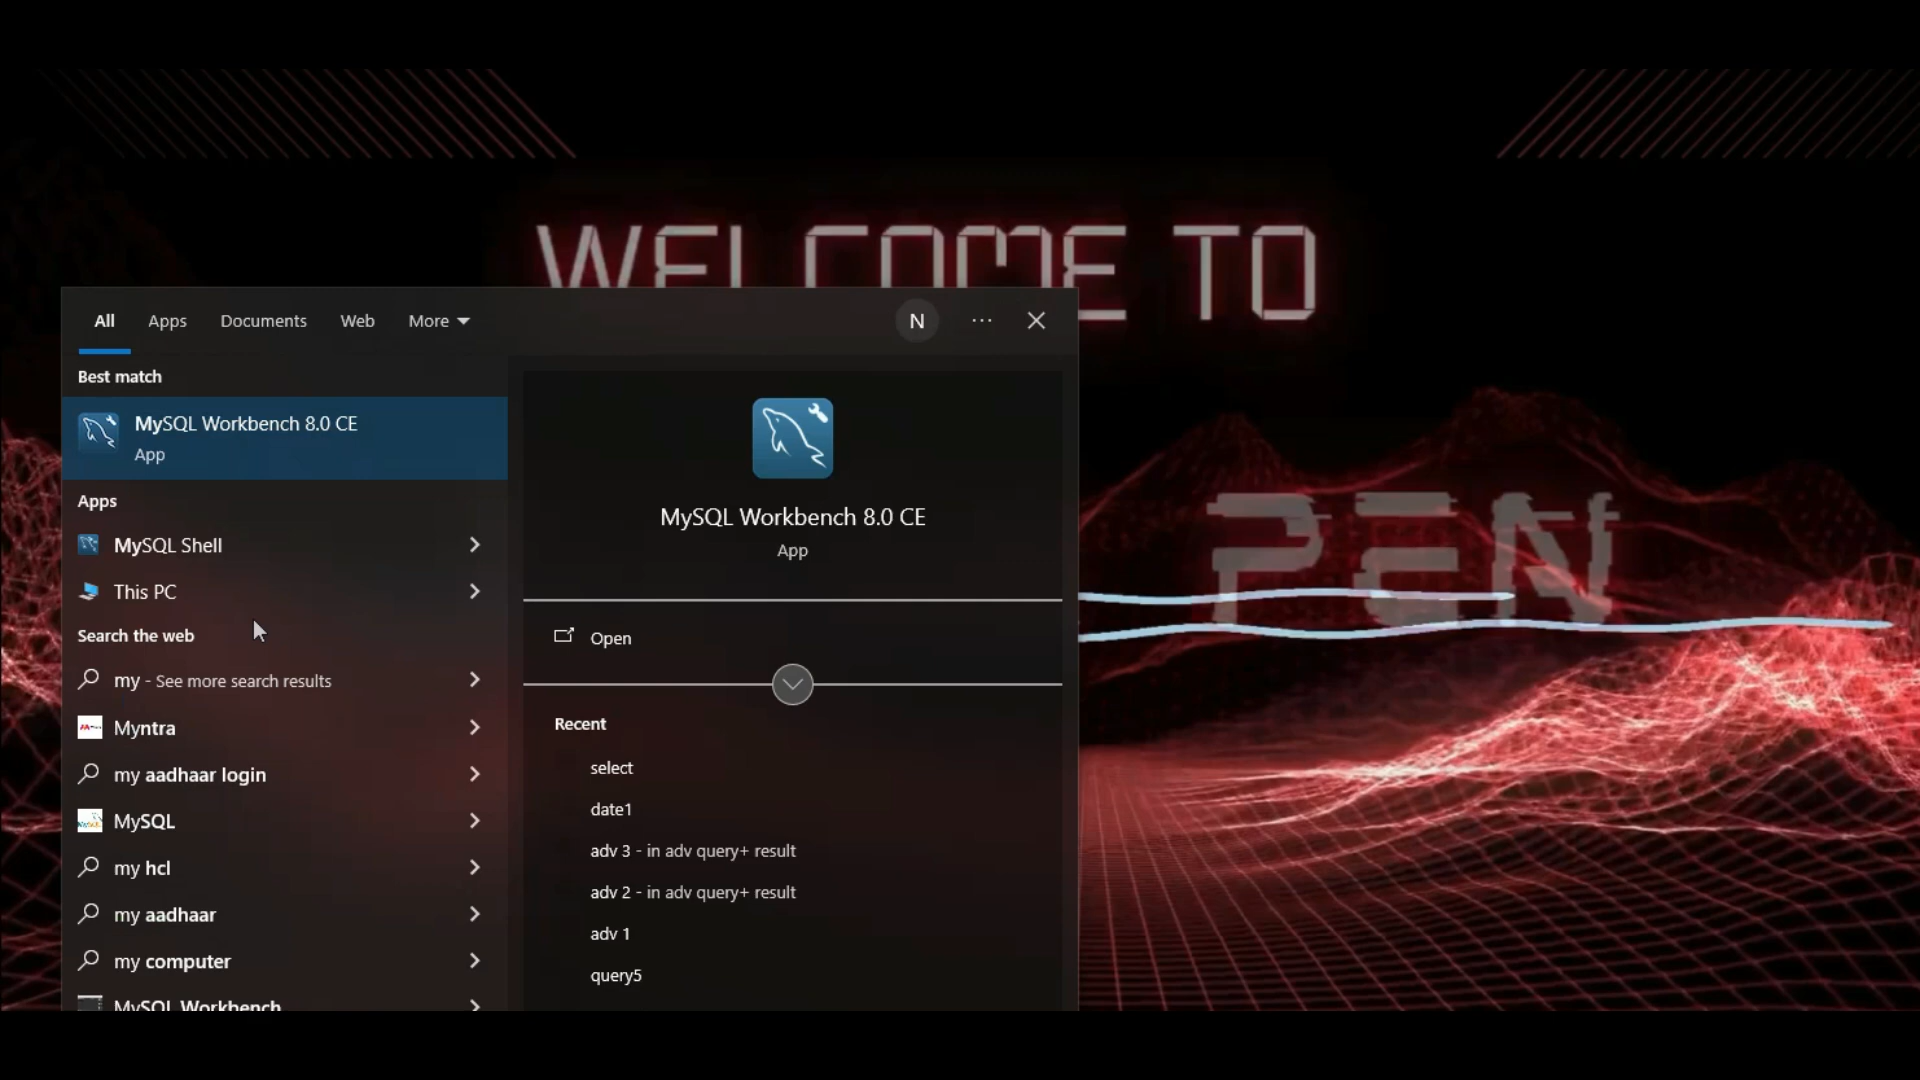 WELCOME TO
PEN
All Apps Documents Web More N
Best match
MySQL Workbench 8.0 CE
App
Apps
MySQL Shell
This PC
Search the web
my - See more search results
Myntra
my aadhaar login
MySQL
my hcl
my aadhaar
my computer
MySQL Workbench
MySQL Workbench 8.0 CE
App
Open
Recent
select
date1
adv 3 - in adv query+ result
adv 2 - in adv query+ result
adv 1
query5